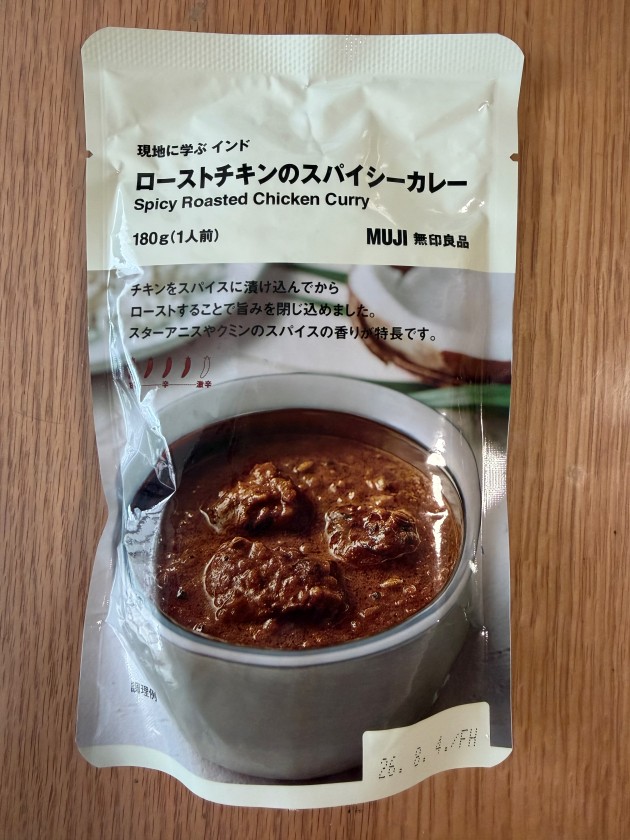 現地に学ぶ インド
ローストチキンのスパイシーカレー
Spicy Roasted Chicken Curry
180g(1人前)
MUJI 無印良品
チキンをスパイスに漬け込んでから
ローストすることで旨みを閉じ込めました。
スターアニスやクミンのスパイスの香りが特長です。
辛 激辛
調理例
26. 8. 4./FH